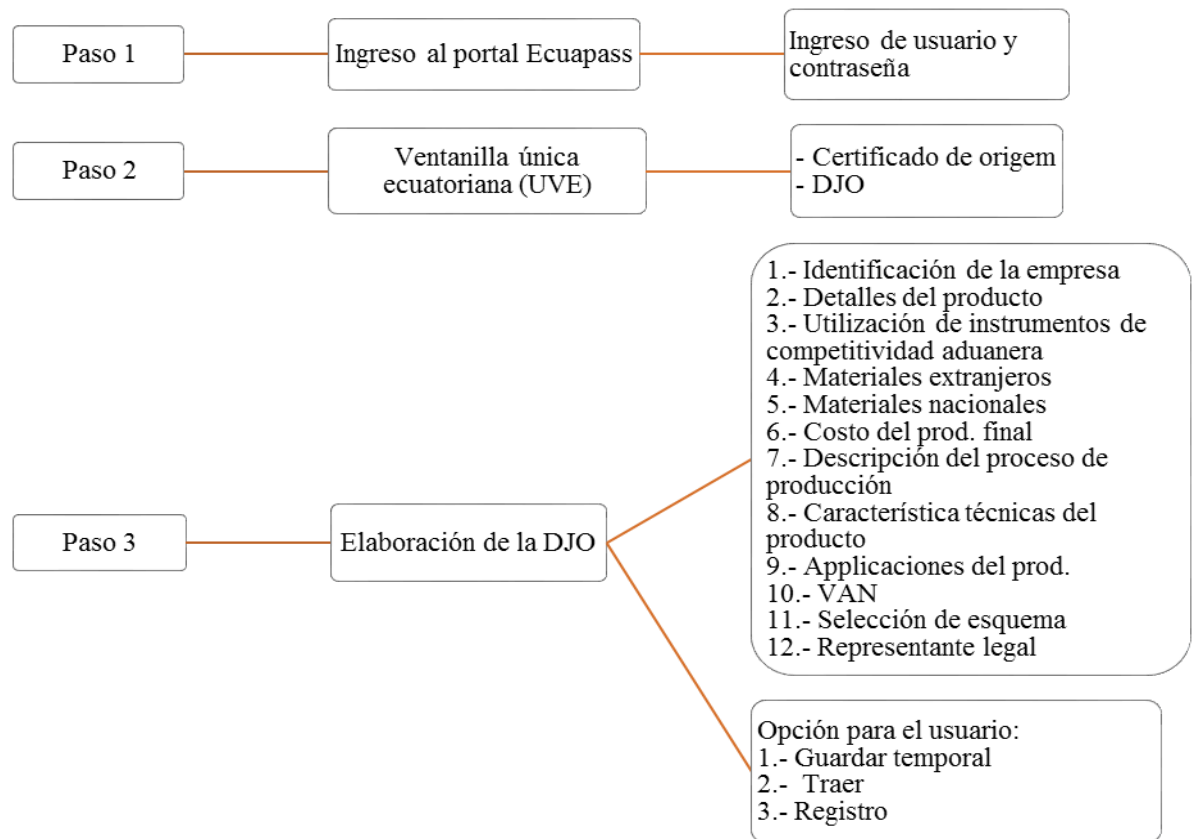 Paso 1
Ingreso al portal Ecuapass
Ingreso de usuario y
contraseña
Paso 2
Ventanilla única
ecuatoriana (UVE)
- Certificado de origem
- DJO
Paso 3
Elaboración de la DJO
1.- Identificación de la empresa
2.- Detalles del producto
3.- Utilización de instrumentos de
competitividad aduanera
4.- Materiales extranjeros
5.- Materiales nacionales
6.- Costo del prod. final
7.- Descripción del proceso de
producción
8.- Característica técnicas del
producto
9.- Applicaciones del prod.
10.- VAN
11.- Selección de esquema
12.- Representante legal
Opción para el usuario:
1.- Guardar temporal
2.- Traer
3.- Registro